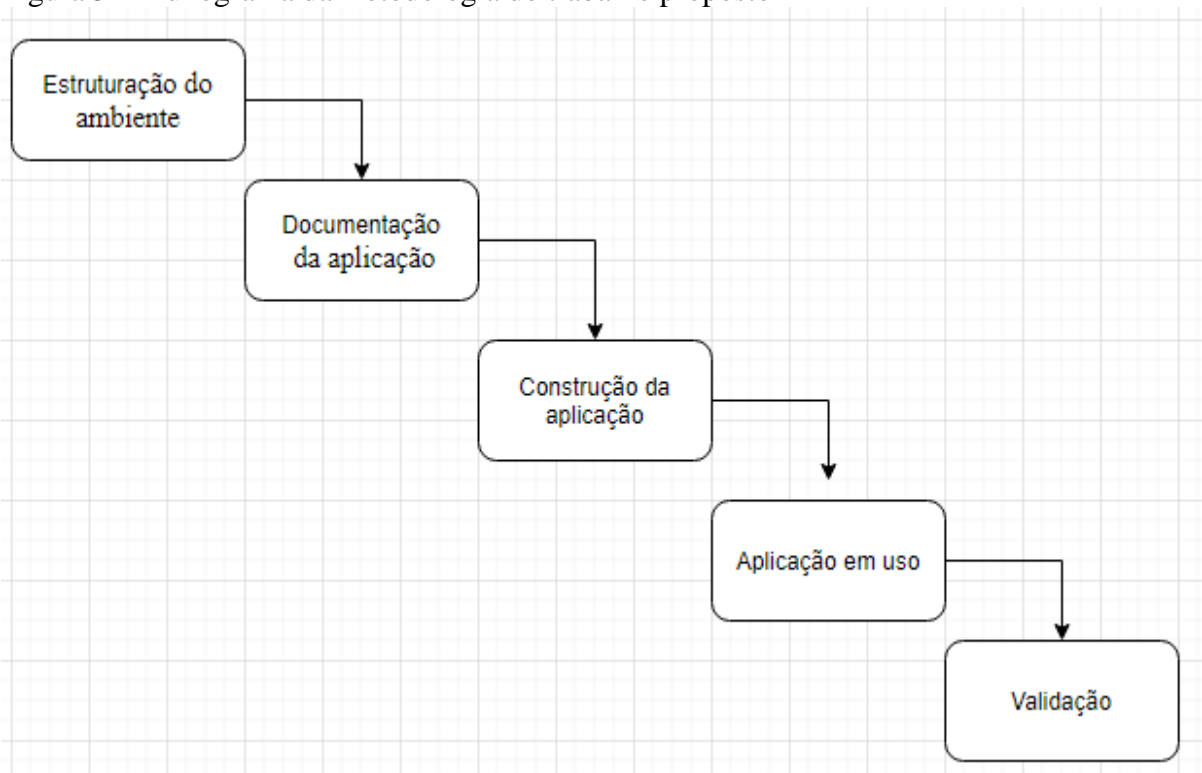 Estruturação do
ambiente
Documentação
da aplicação
Construção da
aplicação
Aplicação em uso
Validação